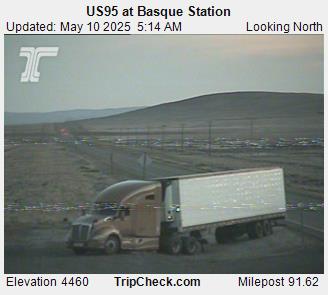 US95 at Basque Station
Updated: May 10 2025 5:14 AM Looking North
Elevation 4460 TripCheck.com Milepost 91.62